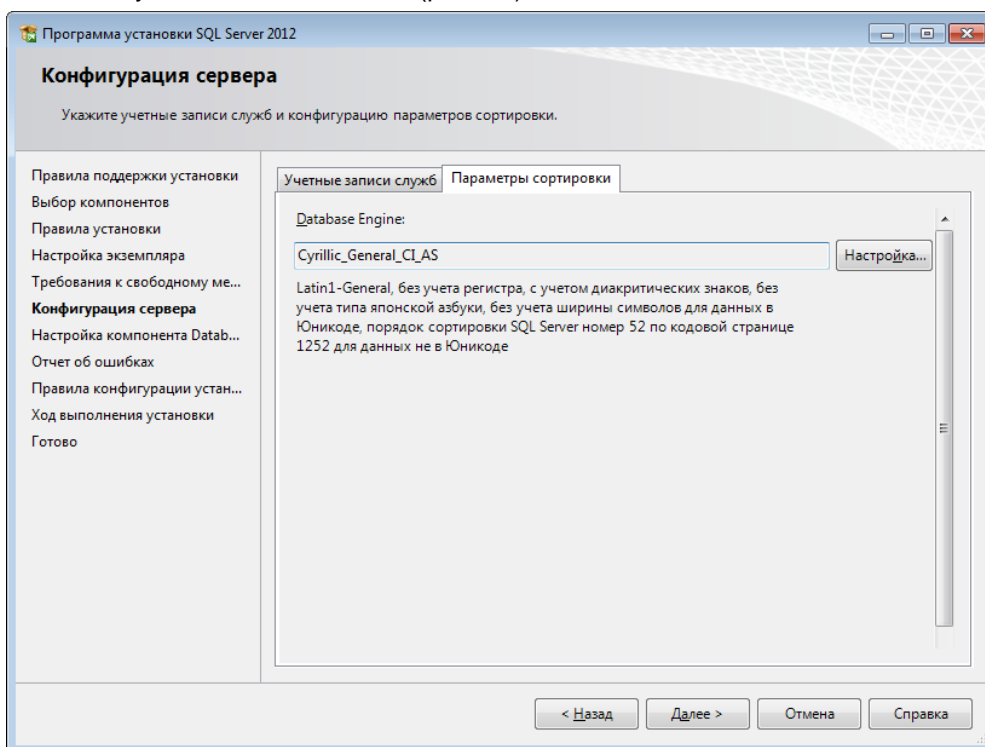 Программа установки SQL Server 2012
Конфигурация сервера
Укажите учетные записи служб и конфигурацию параметров сортировки.
Правила поддержки установки
Выбор компонентов
Правила установки
Настройка экземпляра
Требования к свободному ме...
Конфигурация сервера
Настройка компонента Datab...
Отчет об ошибках
Правила конфигурации устан...
Ход выполнения установки
Готово
Учетные записи служб
Параметры сортировки
Database Engine:
Cyrillic_General_CI_AS
Настройка...
Latin1-General, без учета регистра, с учетом диакритических знаков, без
учета типа японской азбуки, без учета ширины символов для данных в
Юникоде, порядок сортировки SQL Server номер 52 по кодовой странице
1252 для данных не в Юникоде
< Назад
Далее >
Отмена
Справка